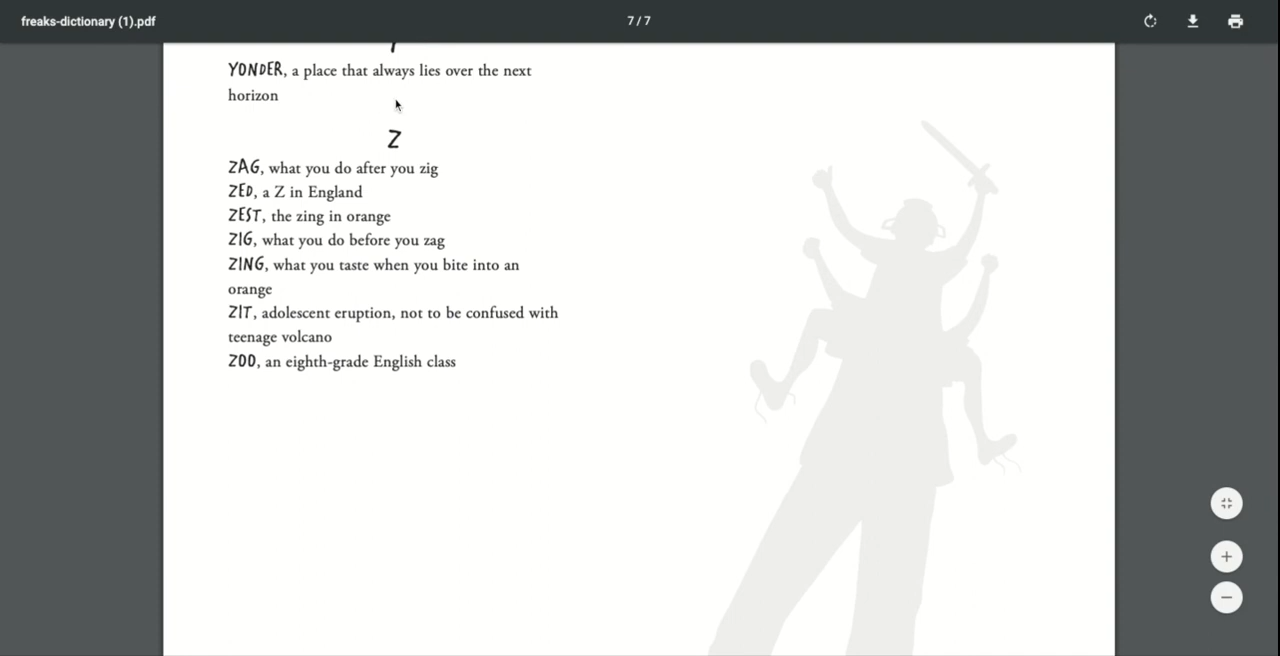 freaks-dictionary (1).pdf
7 / 7
YONDER, a place that always lies over the next
horizon
Z
ZAG, what you do after you zig
ZED, a Z in England
ZEST, the zing in orange
ZIG, what you do before you zag
ZING, what you taste when you bite into an
orange
ZIT, adolescent eruption, not to be confused with
teenage volcano
ZOO, an eighth-grade English class